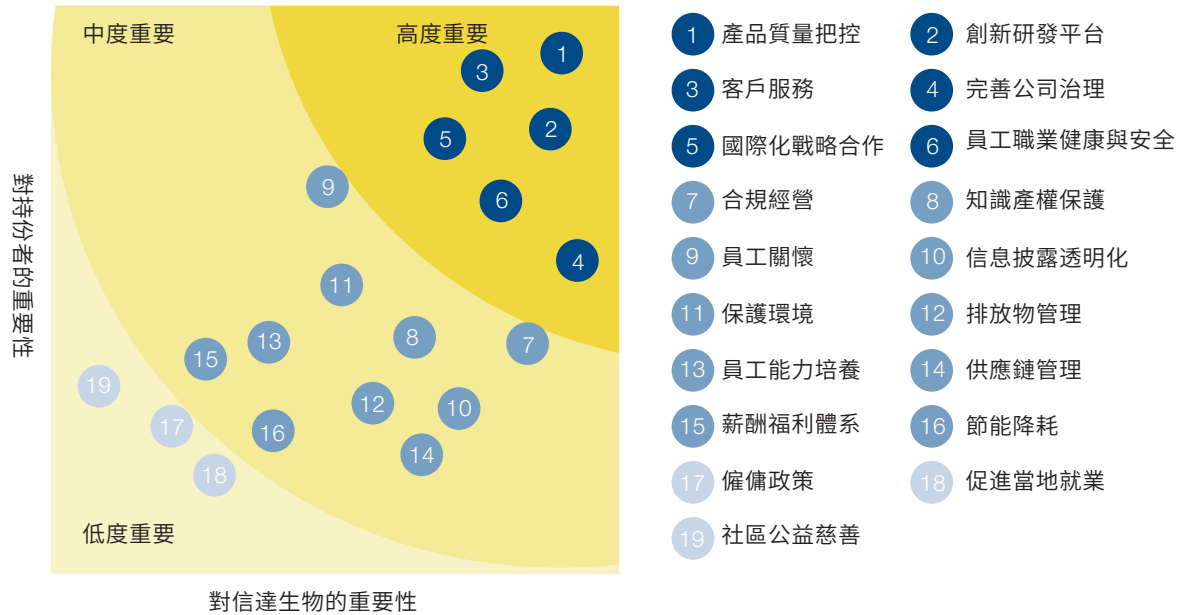 中度重要
高度重要
1
3
2
5
9
6
4
11
8
7
13
15
19
12
10
17
16
14
18
低度重要
對持份者的重要性
對信達生物的重要性
1 產品質量把控
2 創新研發平台
3 客戶服務
4 完善公司治理
5 國際化戰略合作
6 員工職業健康與安全
7 合規經營
8 知識產權保護
9 員工關懷
10 信息披露透明化
11 保護環境
12 排放物管理
13 員工能力培養
14 供應鏈管理
15 薪酬福利體系
16 節能降耗
17 僱傭政策
18 促進當地就業
19 社區公益慈善